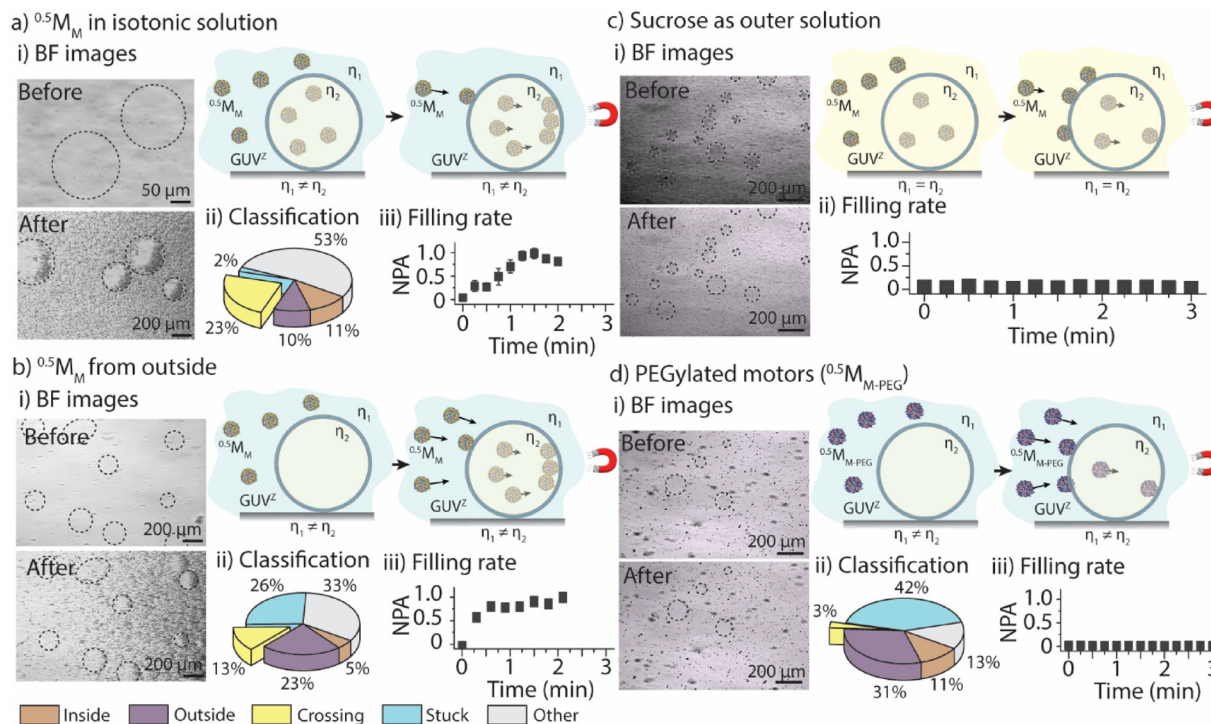 a) ⁰·⁵M_M in isotonic solution
i) BF images
Before
50 μm
After
200 μm
⁰·⁵M_M
GUVᶻ
η₁
η₂
η₁ ≠ η₂
⁰·⁵M_M
GUVᶻ
η₁
η₂
η₁ ≠ η₂
ii) Classification
53%
2%
23%
10%
11%
iii) Filling rate
NPA
1.0
0.5
0
0 1 2 3
Time (min)
b) ⁰·⁵M_M from outside
i) BF images
Before
200 μm
After
200 μm
⁰·⁵M_M
GUVᶻ
η₁
η₂
η₁ ≠ η₂
⁰·⁵M_M
GUVᶻ
η₁
η₂
η₁ ≠ η₂
ii) Classification
26%
33%
13%
23%
5%
iii) Filling rate
NPA
1.0
0.5
0
0 1 2 3
Time (min)
c) Sucrose as outer solution
i) BF images
Before
200 μm
After
200 μm
⁰·⁵M_M
GUVᶻ
η₁
η₂
η₁ = η₂
⁰·⁵M_M
GUVᶻ
η₁
η₂
η₁ = η₂
ii) Filling rate
NPA
1.0
0.5
0
0 1 2 3
Time (min)
d) PEGylated motors (⁰·⁵M_M-PEG)
i) BF images
Before
200 μm
After
200 μm
⁰·⁵M_M-PEG
GUVᶻ
η₁
η₂
η₁ ≠ η₂
⁰·⁵M_M-PEG
GUVᶻ
η₁
η₂
η₁ ≠ η₂
ii) Classification
42%
3%
13%
31%
11%
iii) Filling rate
NPA
1.0
0.5
0
0 1 2 3
Time (min)
Inside Outside Crossing Stuck Other